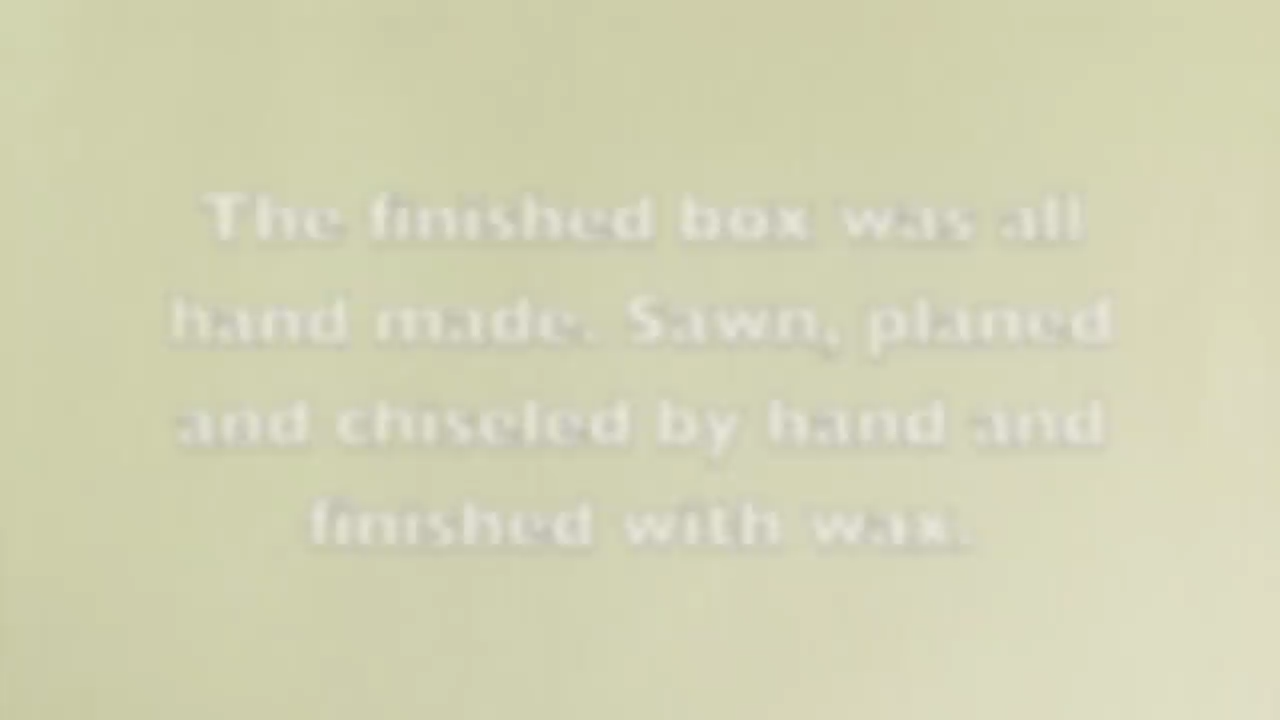 The finished box was all
hand made. Sawn, planed
and chiseled by hand and
finished with wax.